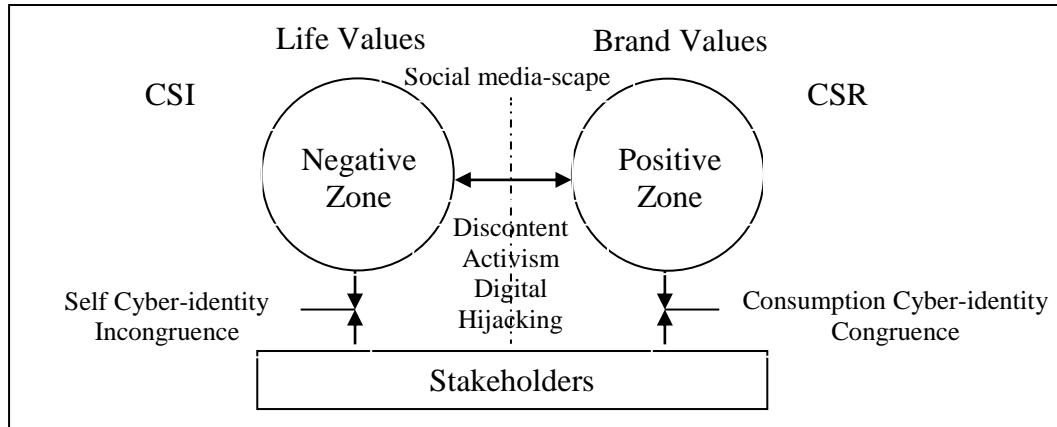 Life Values
Brand Values
Social media-scape
CSI
CSR
Negative
Zone
Positive
Zone
Discontent
Activism
Digital
Hijacking
Self Cyber-identity
Incongruence
Consumption Cyber-identity
Congruence
Stakeholders